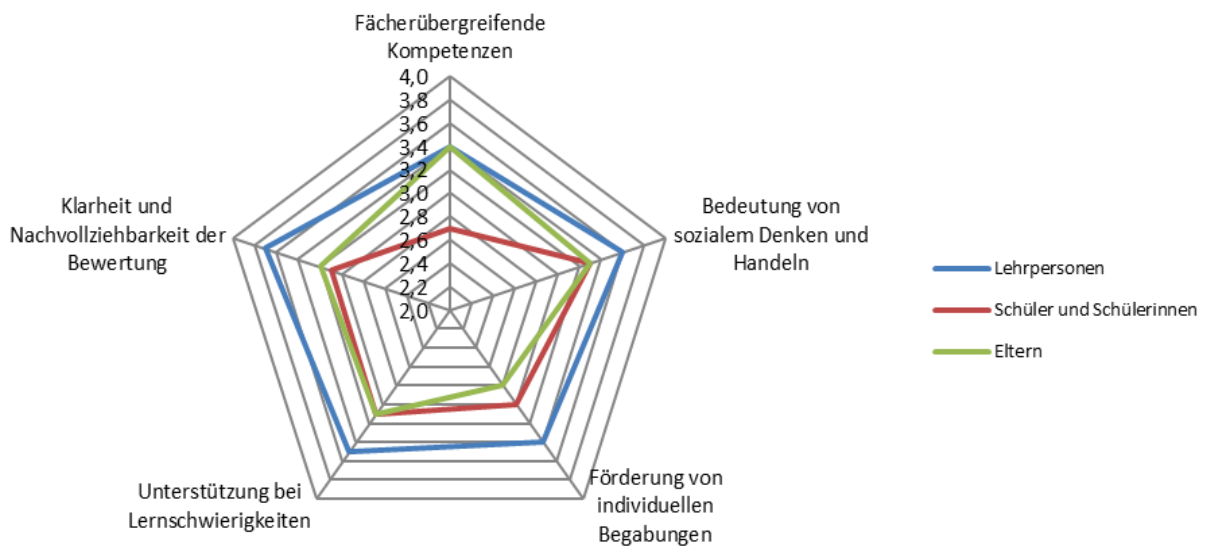 Fächerübergreifende
Kompetenzen
4,0
3,8
3,6
3,4
3,2
3,0
2,8
2,6
2,4
2,2
2,0
Bedeutung von
sozialem Denken und
Handeln
Förderung von
individuellen
Begabungen
Unterstützung bei
Lernschwierigkeiten
Klarheit und
Nachvollziehbarkeit der
Bewertung
Lehrpersonen
Schüler und Schülerinnen
Eltern